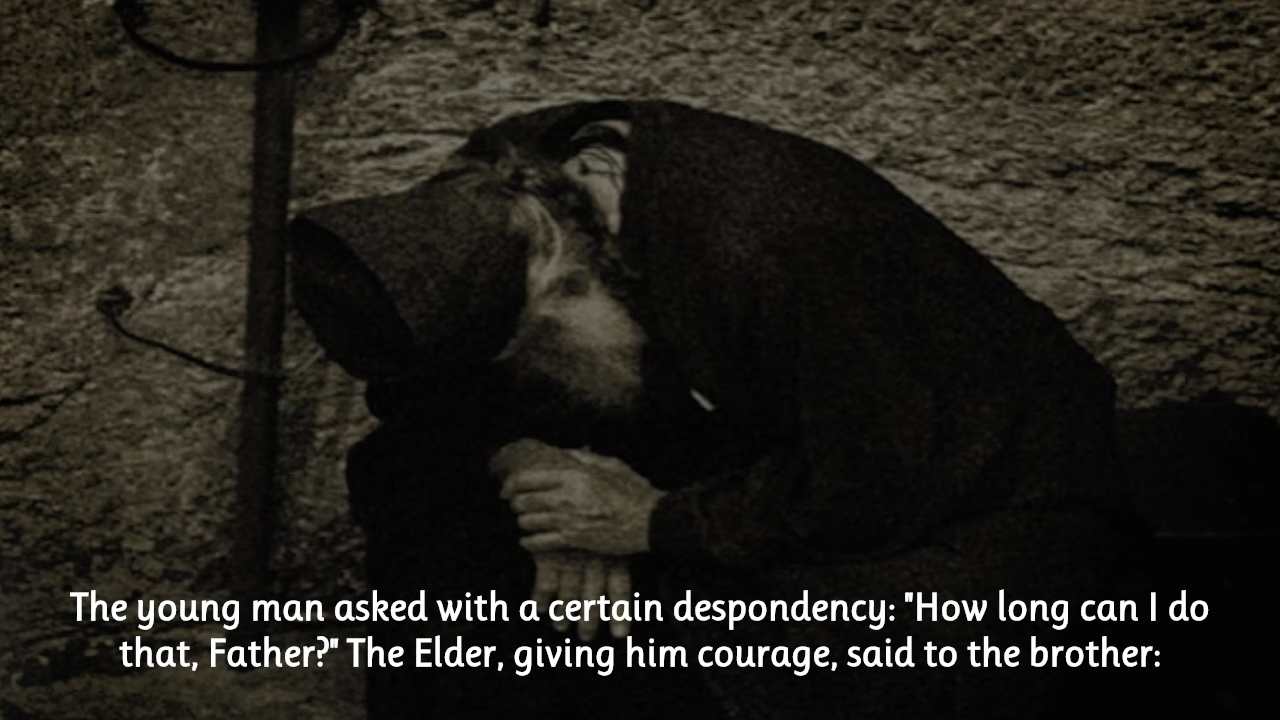 The young man asked with a certain despondency: "How long can I do
that, Father?" The Elder, giving him courage, said to the brother: